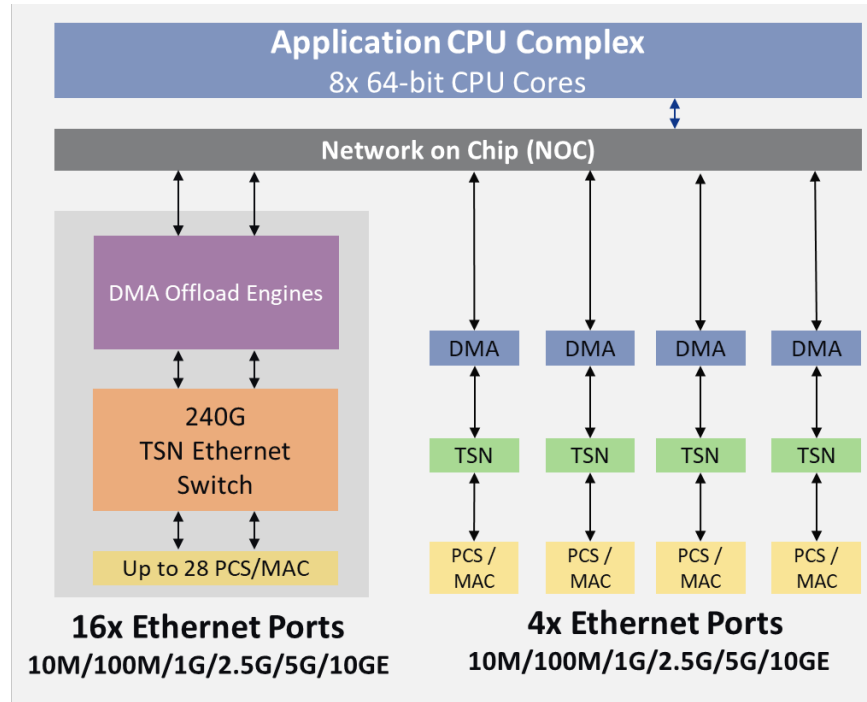 Application CPU Complex
8x 64-bit CPU Cores
Network on Chip (NOC)
DMA Offload Engines
240G
TSN Ethernet
Switch
Up to 28 PCS/MAC
16x Ethernet Ports
10M/100M/1G/2.5G/5G/10GE
DMA
DMA
DMA
DMA
TSN
TSN
TSN
TSN
PCS /
MAC
PCS /
MAC
PCS /
MAC
PCS /
MAC
4x Ethernet Ports
10M/100M/1G/2.5G/5G/10GE